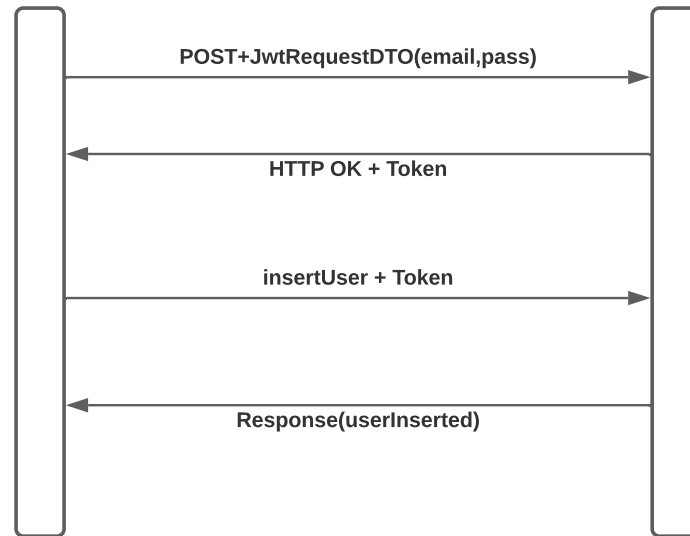 POST+JwtRequestDTO(email,pass)
HTTP OK + Token
insertUser + Token
Response(userInserted)